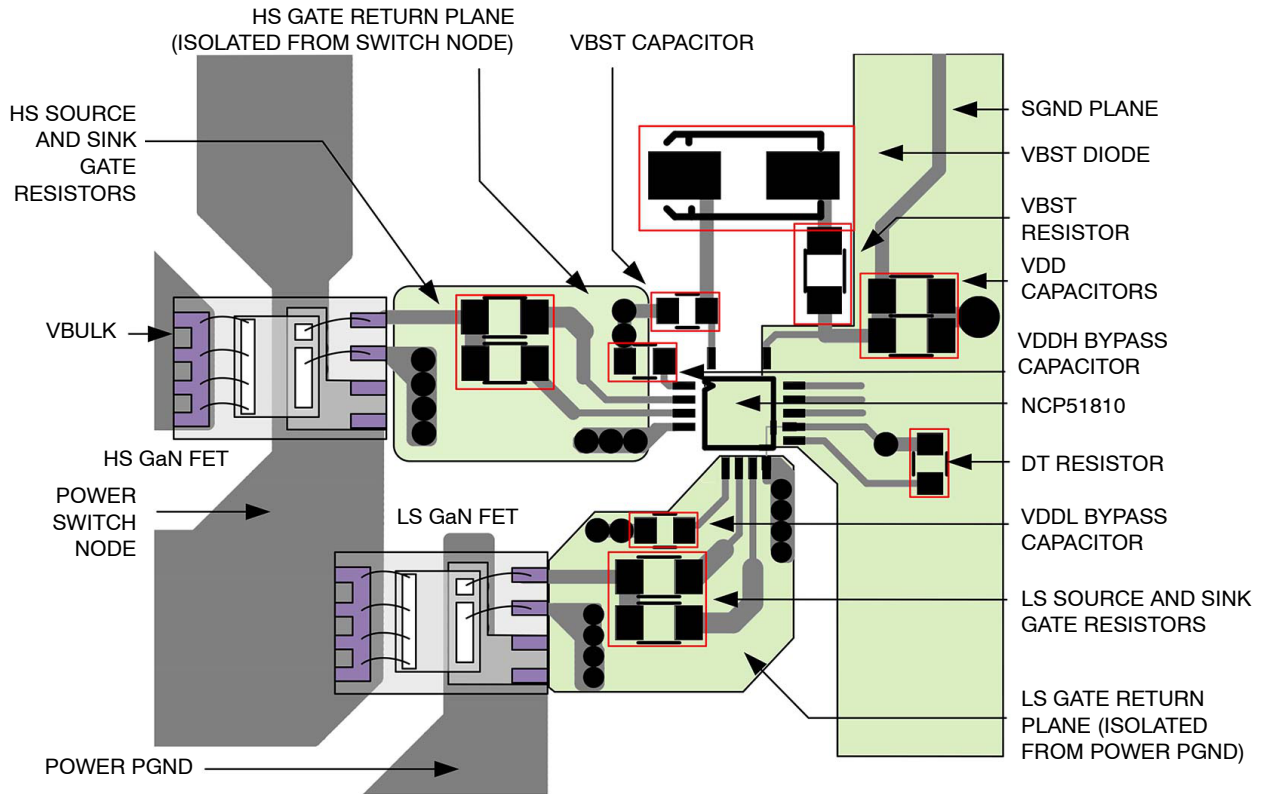 HS GATE RETURN PLANE
(ISOLATED FROM SWITCH NODE)
VBST CAPACITOR
HS SOURCE
AND SINK
GATE
RESISTORS
SGND PLANE
VBST DIODE
VBST
RESISTOR
VDD
CAPACITORS
VBULK
VDDH BYPASS
CAPACITOR
NCP51810
HS GaN FET
DT RESISTOR
POWER
SWITCH
NODE
LS GaN FET
VDDL BYPASS
CAPACITOR
LS SOURCE AND SINK
GATE RESISTORS
LS GATE RETURN
PLANE (ISOLATED
FROM POWER PGND)
POWER PGND